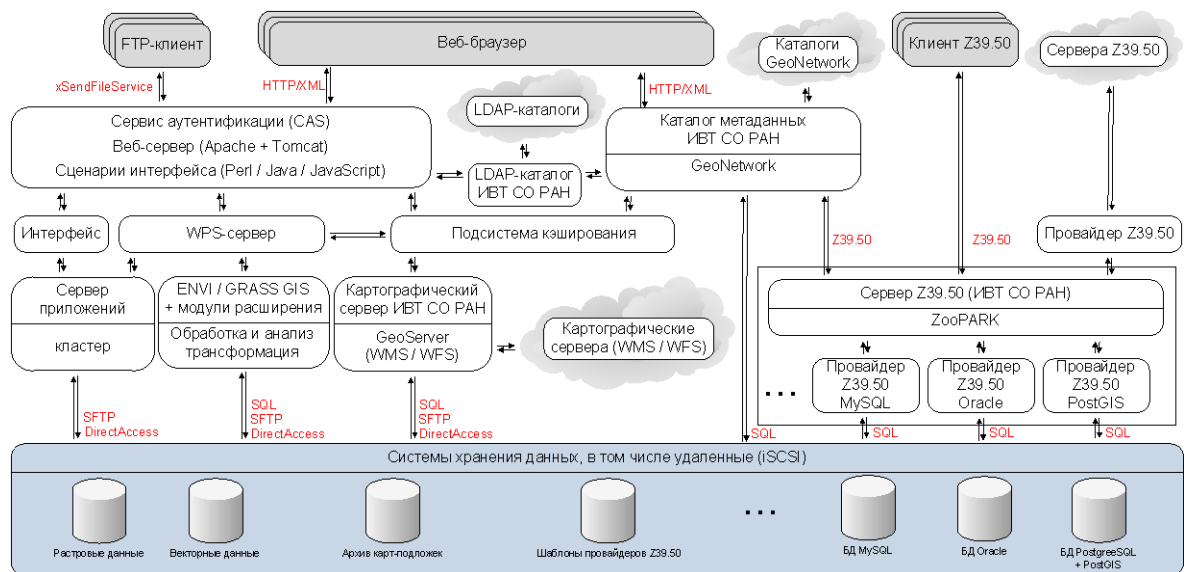 FTP-клиент
Веб-браузер
Каталоги
GeoNetwork
Клиент Z39.50
Сервера Z39.50
xSendFileService
HTTP/XML
HTTP/XML
LDAP-каталоги
Сервис аутентификации (CAS)
Веб-сервер (Apache + Tomcat)
Сценарии интерфейса (Perl / Java / JavaScript)
Каталог метаданных
ИВТ СО РАН
GeoNetwork
LDAP-каталог
ИВТ СО РАН
Интерфейс
WPS-сервер
Подсистема кэширования
Z39.50
Z39.50
Провайдер Z39.50
Сервер
приложений
кластер
ENVI / GRASS GIS
+ модули расширения
Обработка и анализ
трансформация
Картографический
сервер ИВТ СО РАН
GeoServer
(WMS / WFS)
Картографические
сервера (WMS / WFS)
Сервер Z39.50 (ИВТ СО РАН)
ZooPARK
...
Провайдер
Z39.50
MySQL
Провайдер
Z39.50
Oracle
Провайдер
Z39.50
PostGIS
SFTP
DirectAccess
SQL
SFTP
DirectAccess
SQL
SFTP
DirectAccess
SQL
SQL
SQL
SQL
Системы хранения данных, в том числе удаленные (iSCSI)
...
Растровые данные
Векторные данные
Архив карт-подложек
Шаблоны провайдеров Z39.50
БД MySQL
БД Oracle
БД PostgreeSQL
+ PostGIS